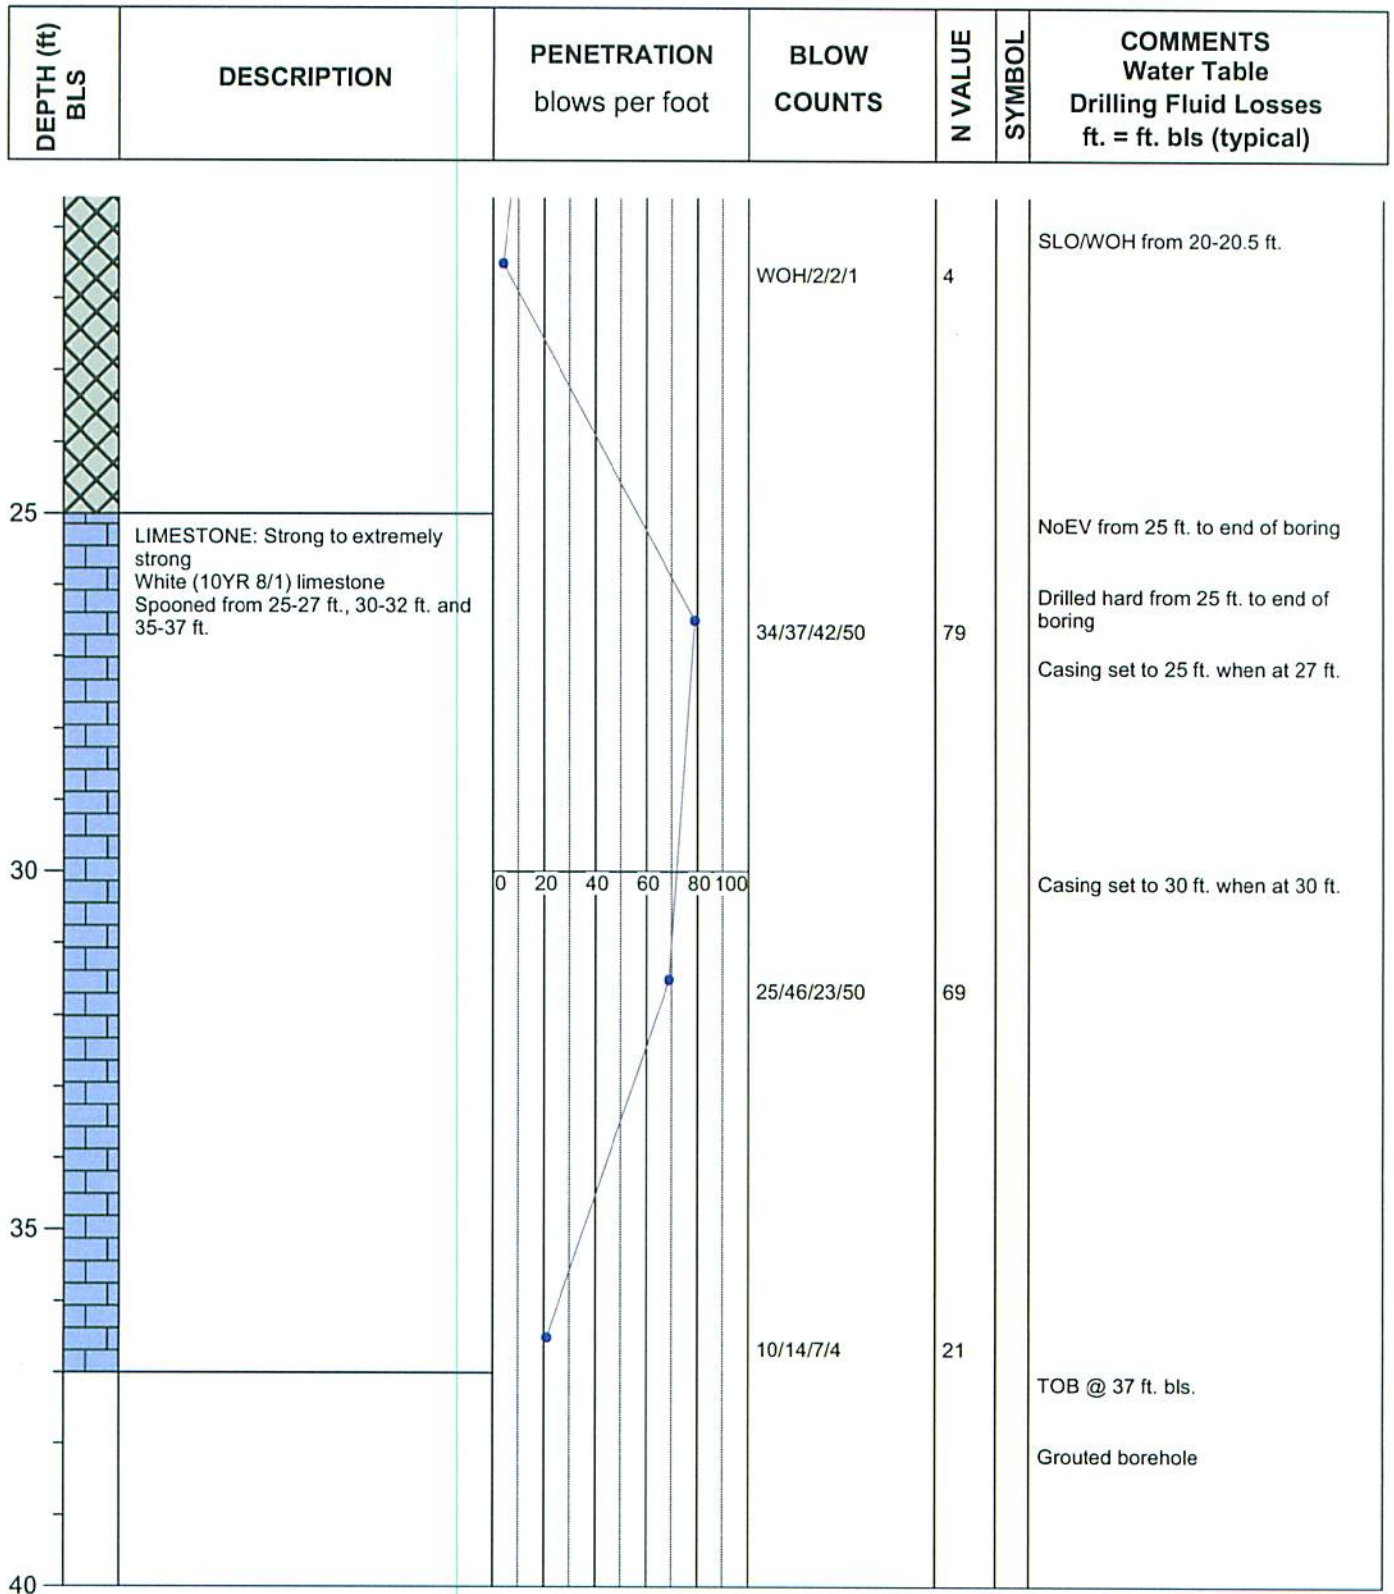 DEPTH (ft)
BLS
DESCRIPTION
PENETRATION
blows per foot
BLOW
COUNTS
N VALUE
SYMBOL
COMMENTS
Water Table
Drilling Fluid Losses
ft. = ft. bls (typical)
SLO/WOH from 20-20.5 ft.
WOH/2/2/1
4
25
LIMESTONE: Strong to extremely
strong
White (10YR 8/1) limestone
Spooned from 25-27 ft., 30-32 ft. and
35-37 ft.
NoEV from 25 ft. to end of boring
Drilled hard from 25 ft. to end of
boring
34/37/42/50
79
Casing set to 25 ft. when at 27 ft.
30
0 20 40 60 80 100
Casing set to 30 ft. when at 30 ft.
25/46/23/50
69
35
10/14/7/4
21
TOB @ 37 ft. bls.
Grouted borehole
40